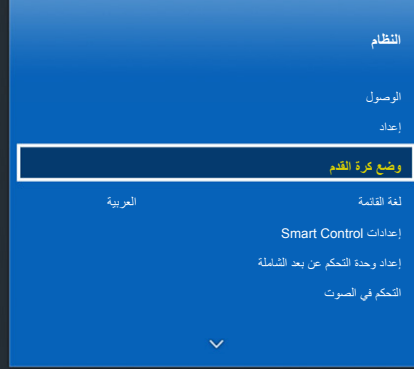 النظام
الوصول
إعداد
وضع كرة القدم
لغة القائمة العربية
إعدادات Smart Control
إعداد وحدة التحكم عن بعد الشاملة
التحكم في الصوت